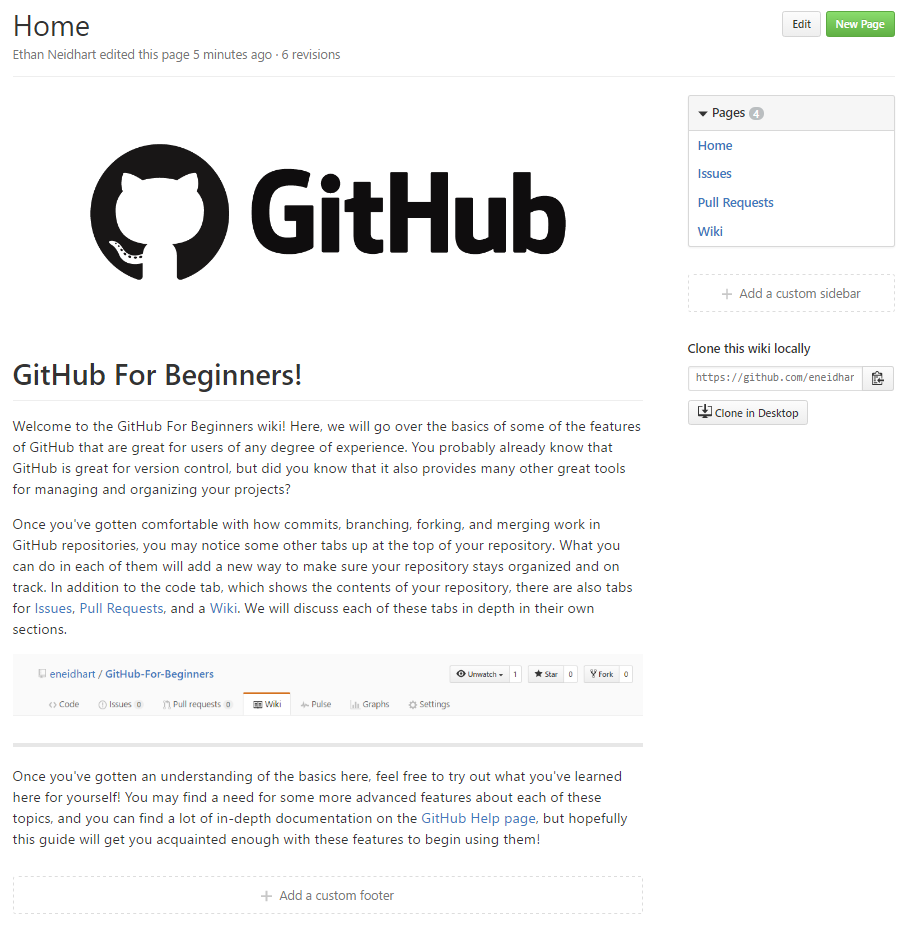 Home
Edit
New Page
Ethan Neidhart edited this page 5 minutes ago · 6 revisions
Pages 4
Home
Issues
Pull Requests
Wiki
GitHub
Add a custom sidebar
Clone this wiki locally
https://github.com/eneidhar
Clone in Desktop
GitHub For Beginners!
Welcome to the GitHub For Beginners wiki! Here, we will go over the basics of some of the features
of GitHub that are great for users of any degree of experience. You probably already know that
GitHub is great for version control, but did you know that it also provides many other great tools
for managing and organizing your projects?
Once you've gotten comfortable with how commits, branching, forking, and merging work in
GitHub repositories, you may notice some other tabs up at the top of your repository. What you
can do in each of them will add a new way to make sure your repository stays organized and on
track. In addition to the code tab, which shows the contents of your repository, there are also tabs
for Issues, Pull Requests, and a Wiki. We will discuss each of these tabs in depth in their own
sections.
eneidhart / GitHub-For-Beginners
Unwatch 1 Star 0 Fork 0
Code Issues 0 Pull requests 0 Wiki Pulse Graphs Settings
Once you've gotten an understanding of the basics here, feel free to try out what you've learned
here for yourself! You may find a need for some more advanced features about each of these
topics, and you can find a lot of in-depth documentation on the GitHub Help page, but hopefully
this guide will get you acquainted enough with these features to begin using them!
Add a custom footer